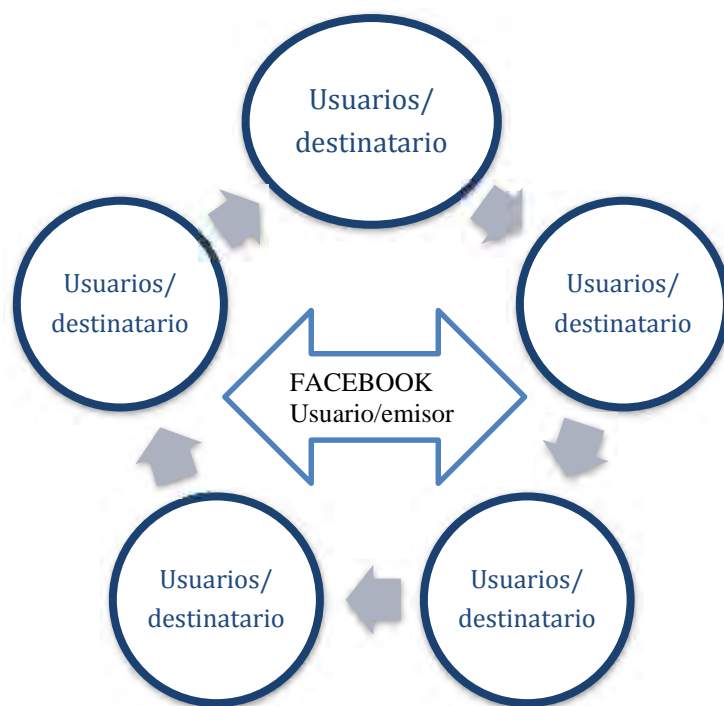 Usuarios/
destinatario
Usuarios/
destinatario
Usuarios/
destinatario
FACEBOOK
Usuario/emisor
Usuarios/
destinatario
Usuarios/
destinatario